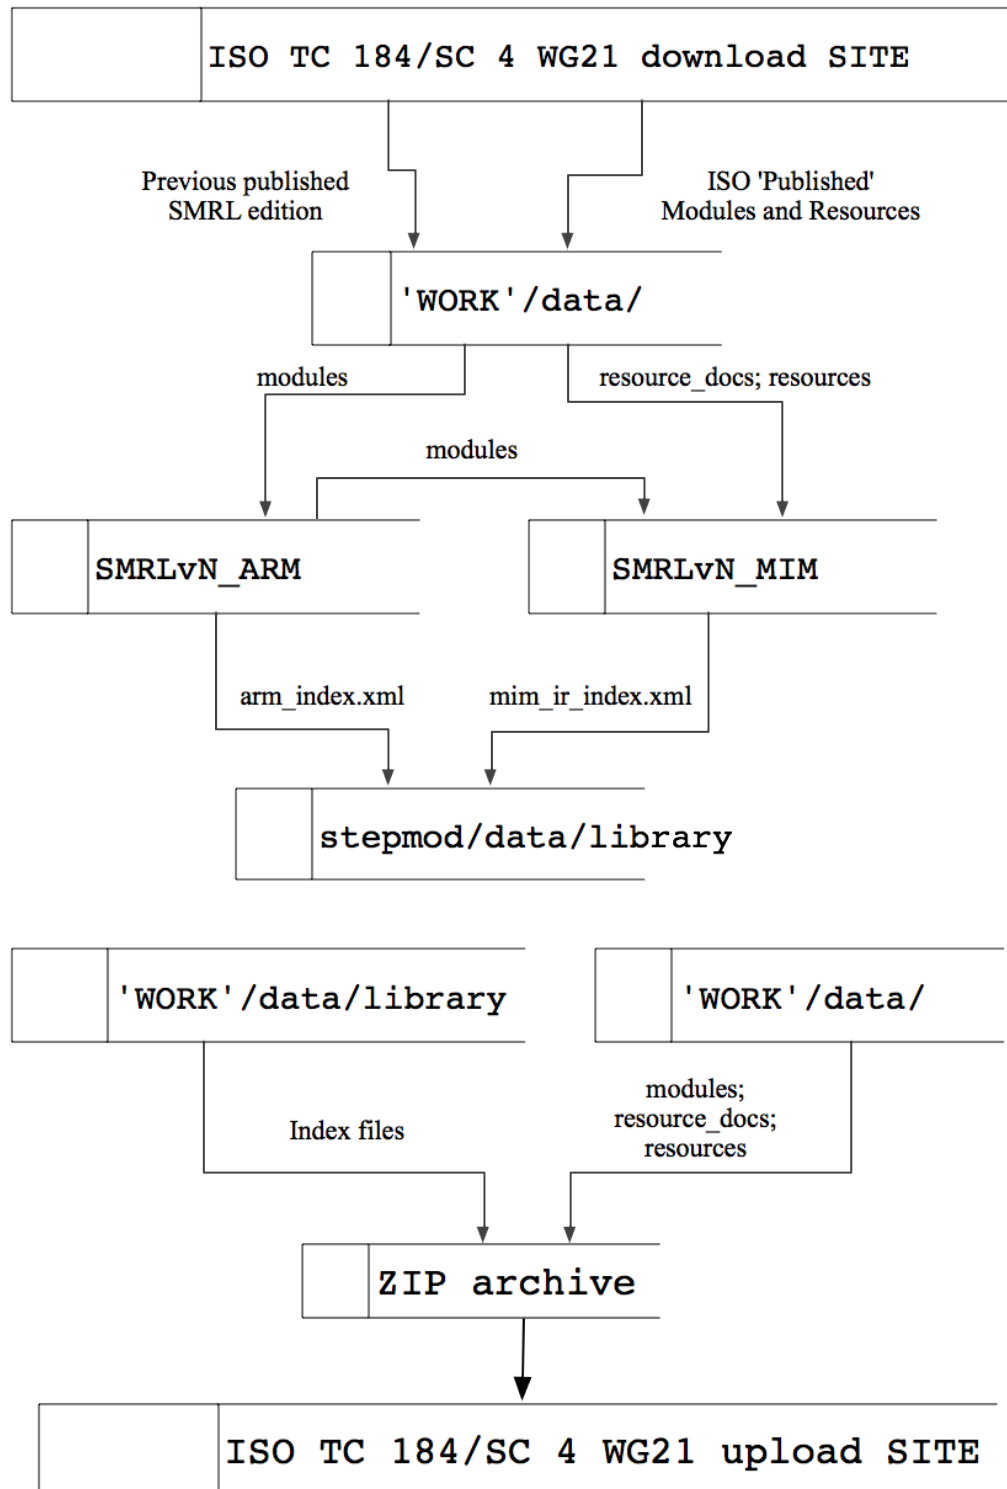 ISO TC 184/SC 4 WG21 download SITE
Previous published
SMRL edition
ISO 'Published'
Modules and Resources
'WORK'/data/
modules
resource_docs; resources
modules
SMRLvN_ARM
SMRLvN_MIM
arm_index.xml
mim_ir_index.xml
stepmod/data/library
'WORK'/data/library
'WORK'/data/
Index files
modules;
resource_docs;
resources
ZIP archive
ISO TC 184/SC 4 WG21 upload SITE